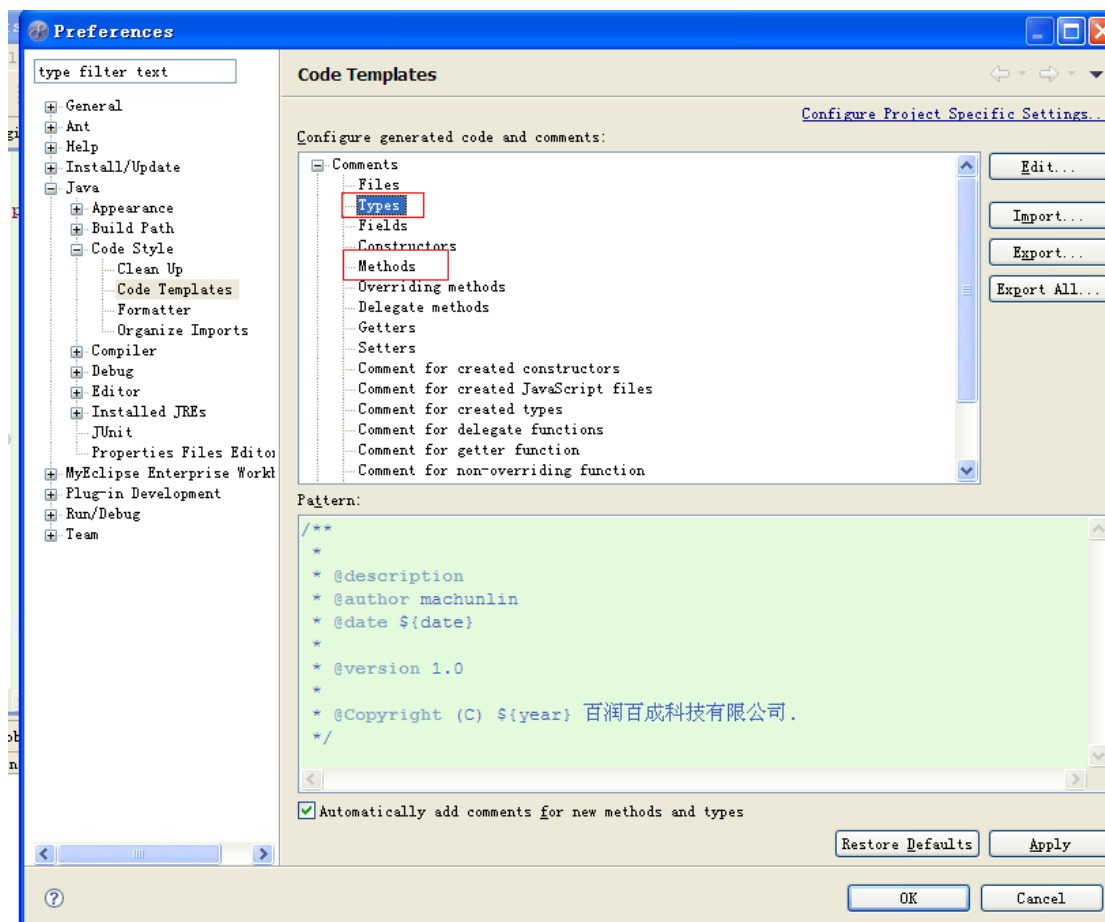 Preferences
type filter text
General
Ant
Help
Install/Update
Java
Appearance
Build Path
Code Style
Clean Up
Code Templates
Formatter
Organize Imports
Compiler
Debug
Editor
Installed JREs
JUnit
Properties Files Editor
MyEclipse Enterprise Workb
Plug-in Development
Run/Debug
Team
Code Templates
Configure Project Specific Settings..
Configure generated code and comments:
Comments
Files
Types
Fields
Constructors
Methods
Overriding methods
Delegate methods
Getters
Setters
Comment for created constructors
Comment for created JavaScript files
Comment for created types
Comment for delegate functions
Comment for getter function
Comment for non-overriding function
Edit...
Import...
Export...
Export All...
Pattern:
/**
*
* @description
* @author machunlin
* @date ${date}
*
* @version 1.0
*
* @Copyright (C) ${year} 百润百成科技有限公司.
*/
Automatically add comments for new methods and types
Restore Defaults
Apply
OK
Cancel